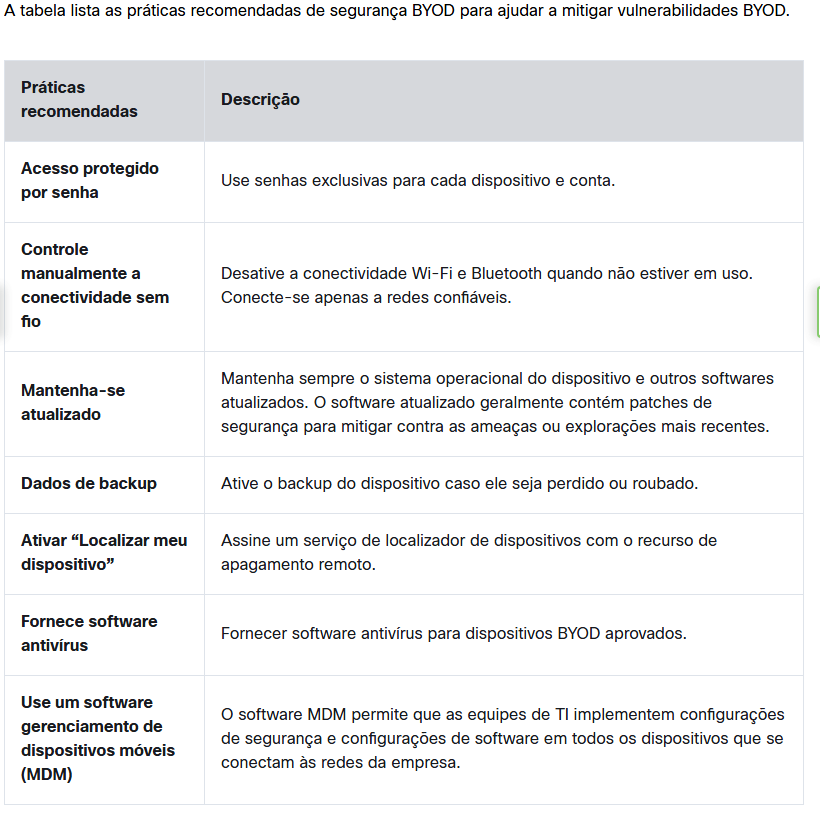 A tabela lista as práticas recomendadas de segurança BYOD para ajudar a mitigar vulnerabilidades BYOD.
Práticas
recomendadas
Descrição
Acesso protegido
por senha
Use senhas exclusivas para cada dispositivo e conta.
Controle
manualmente a
conectividade sem
fio
Desative a conectividade Wi-Fi e Bluetooth quando não estiver em uso.
Conecte-se apenas a redes confiáveis.
Mantenha-se
atualizado
Mantenha sempre o sistema operacional do dispositivo e outros softwares
atualizados. O software atualizado geralmente contém patches de
segurança para mitigar contra as ameaças ou explorações mais recentes.
Dados de backup
Ative o backup do dispositivo caso ele seja perdido ou roubado.
Ativar “Localizar meu
dispositivo”
Assine um serviço de localizador de dispositivos com o recurso de
apagamento remoto.
Fornece software
antivírus
Fornecer software antivírus para dispositivos BYOD aprovados.
Use um software
gerenciamento de
dispositivos móveis
(MDM)
O software MDM permite que as equipes de TI implementem configurações
de segurança e configurações de software em todos os dispositivos que se
conectam às redes da empresa.